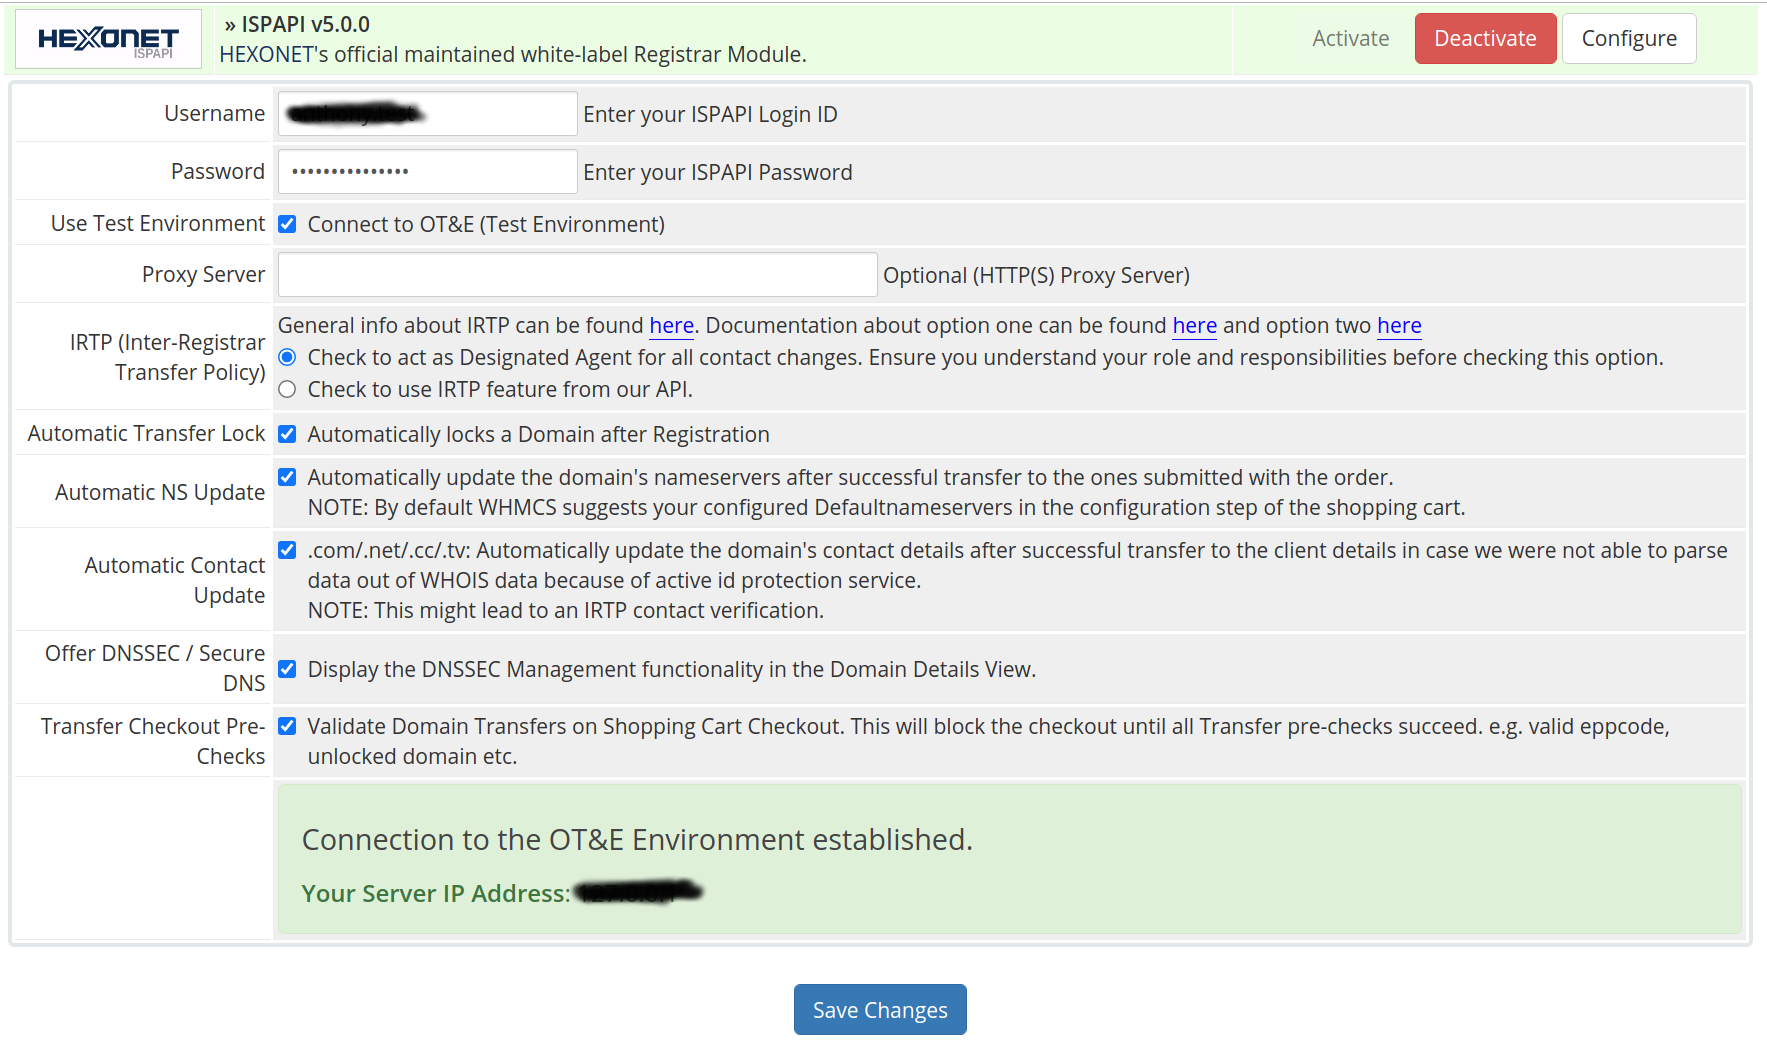 HEXONET
ISPAPI
» ISPAPI v5.0.0
HEXONET's official maintained white-label Registrar Module.
Activate
Deactivate
Configure
Username
Enter your ISPAPI Login ID
Password
•••••••••••••••
Enter your ISPAPI Password
Use Test Environment
Connect to OT&E (Test Environment)
Proxy Server
Optional (HTTP(S) Proxy Server)
IRTP (Inter-Registrar
Transfer Policy)
General info about IRTP can be found here. Documentation about option one can be found here and option two here
Check to act as Designated Agent for all contact changes. Ensure you understand your role and responsibilities before checking this option.
Check to use IRTP feature from our API.
Automatic Transfer Lock
Automatically locks a Domain after Registration
Automatic NS Update
Automatically update the domain's nameservers after successful transfer to the ones submitted with the order.
NOTE: By default WHMCS suggests your configured Defaultnameservers in the configuration step of the shopping cart.
Automatic Contact
Update
.com/.net/.cc/.tv: Automatically update the domain's contact details after successful transfer to the client details in case we were not able to parse
data out of WHOIS data because of active id protection service.
NOTE: This might lead to an IRTP contact verification.
Offer DNSSEC / Secure
DNS
Display the DNSSEC Management functionality in the Domain Details View.
Transfer Checkout Pre-
Checks
Validate Domain Transfers on Shopping Cart Checkout. This will block the checkout until all Transfer pre-checks succeed. e.g. valid eppcode,
unlocked domain etc.
Connection to the OT&E Environment established.
Your Server IP Address:
Save Changes